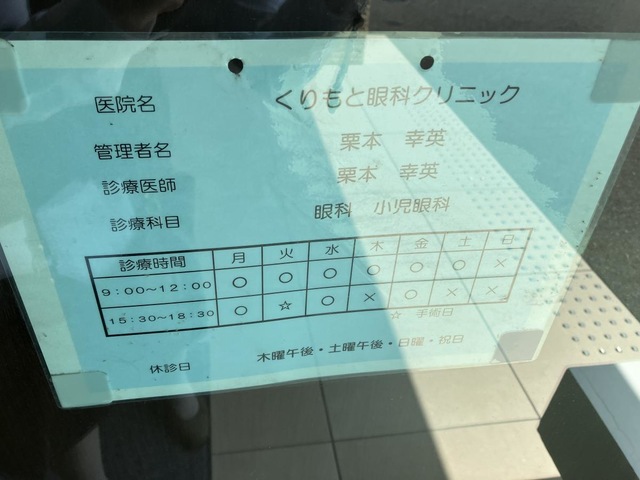 医院名 くりもと眼科クリニック
管理者名 栗本 幸英
診療医師 栗本 幸英
診療科目 眼科 小児眼科
診療時間 月 火 水 木 金 土 日
9:00〜12:00 ○ ○ ○ ○ ○ ○ ×
15:30〜18:30 ○ ☆ ○ × ○ × ×
☆ 手術日
休診日 木曜午後・土曜午後・日曜・祝日